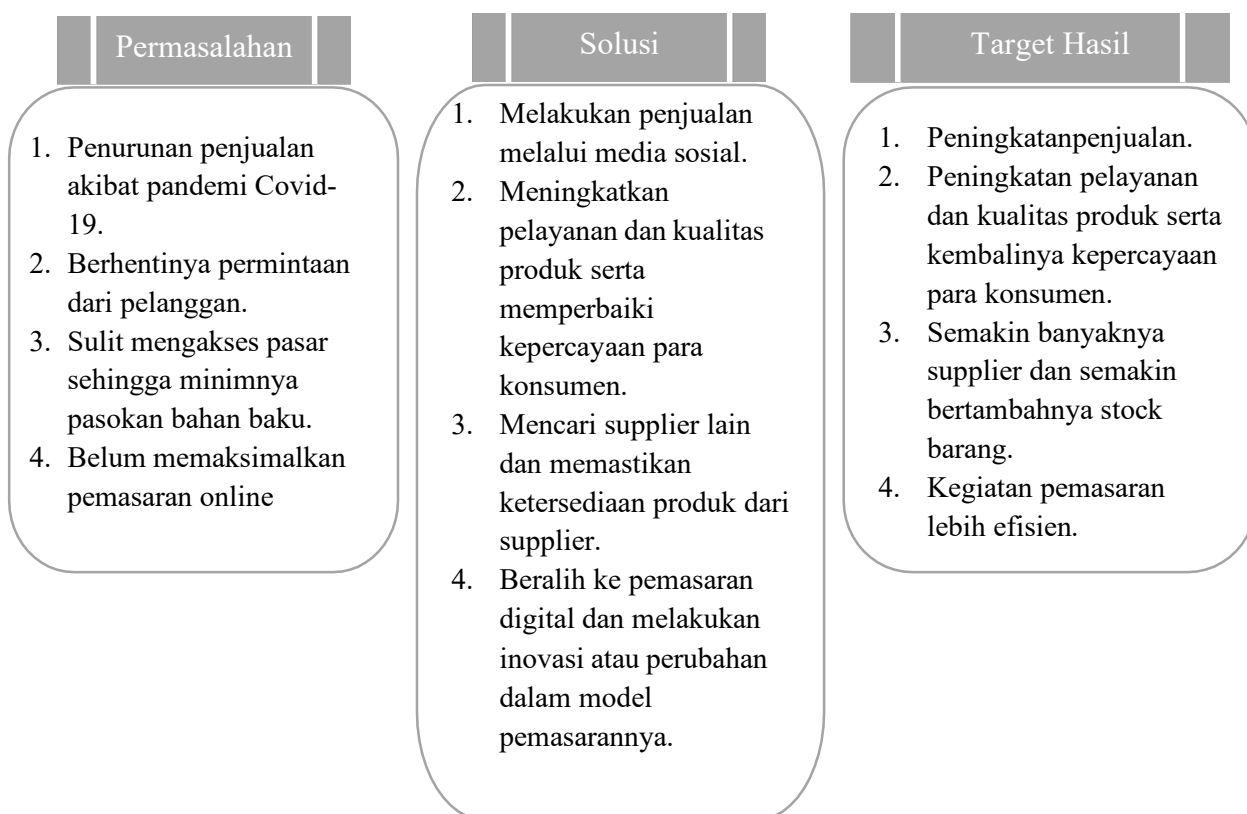 Permasalahan
1. Penurunan penjualan
akibat pandemi Covid-
19.
2. Berhentinya permintaan
dari pelanggan.
3. Sulit mengakses pasar
sehingga minimnya
pasokan bahan baku.
4. Belum memaksimalkan
pemasaran online
Solusi
1. Melakukan penjualan
melalui media sosial.
2. Meningkatkan
pelayanan dan kualitas
produk serta
memperbaiki
kepercayaan para
konsumen.
3. Mencari supplier lain
dan memastikan
ketersediaan produk dari
supplier.
4. Beralih ke pemasaran
digital dan melakukan
inovasi atau perubahan
dalam model
pemasarannya.
Target Hasil
1. Peningkatanpenjualan.
2. Peningkatan pelayanan
dan kualitas produk serta
kembalinya kepercayaan
para konsumen.
3. Semakin banyaknya
supplier dan semakin
bertambahnya stock
barang.
4. Kegiatan pemasaran
lebih efisien.